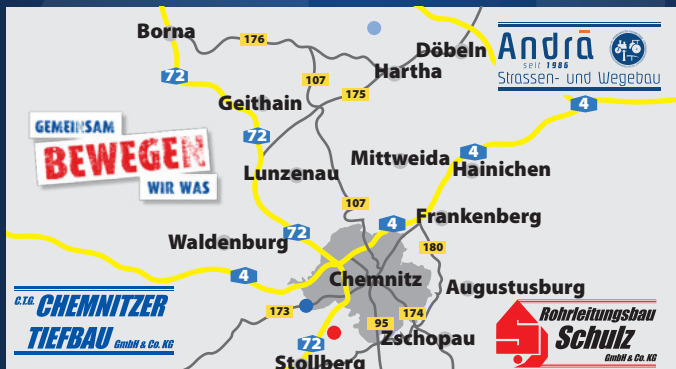 Borna
176
Döbeln
Andrä
seit 1986
Strassen- und Wegebau
72
107
Hartha
175
Geithain
4
GEMEINSAM
BEWEGEN
WIR WAS
72
Mittweida
4
Hainichen
Lunzenau
107
Frankenberg
4
72
Waldenburg
180
4
Chemnitz
Augustusburg
C.T.G. CHEMNITZER
TIEFBAU GmbH & Co. KG
173
174
95
Zschopau
72
Stollberg
Rohrleitungsbau
Schulz
GmbH & Co. KG